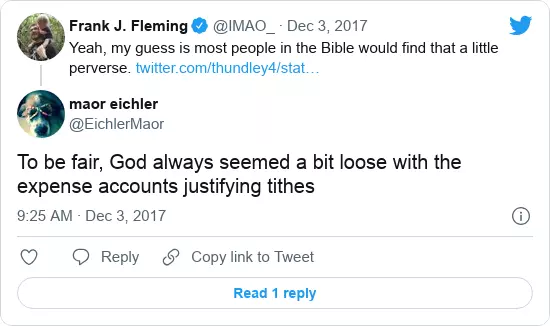 Frank J. Fleming @IMAO_ · Dec 3, 2017
Yeah, my guess is most people in the Bible would find that a little
perverse. twitter.com/thundley4/stat…
maor eichler
@EichlerMaor
To be fair, God always seemed a bit loose with the
expense accounts justifying tithes
9:25 AM · Dec 3, 2017
Reply
Copy link to Tweet
Read 1 reply